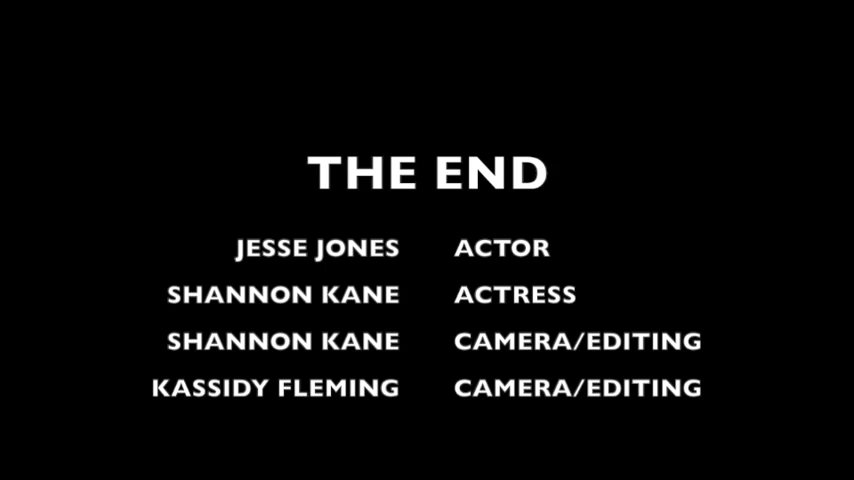 THE END
JESSE JONES ACTOR
SHANNON KANE ACTRESS
SHANNON KANE CAMERA/EDITING
KASSIDY FLEMING CAMERA/EDITING